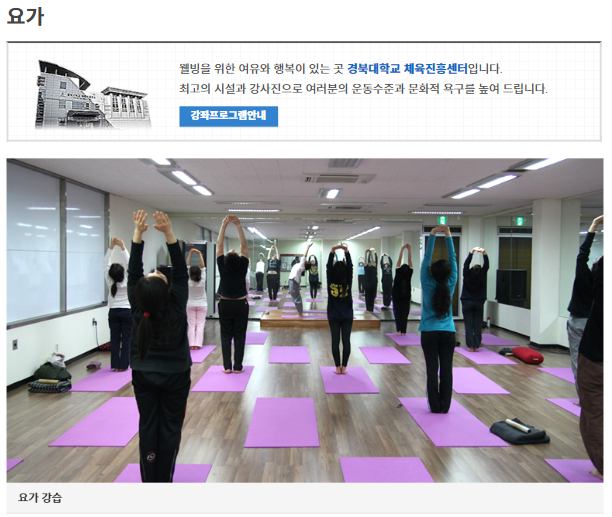 요가
웰빙을 위한 여유와 행복이 있는 곳 경북대학교 체육진흥센터입니다.
최고의 시설과 강사진으로 여러분의 운동수준과 문화적 욕구를 높여 드립니다.
강좌프로그램안내
요가 강습